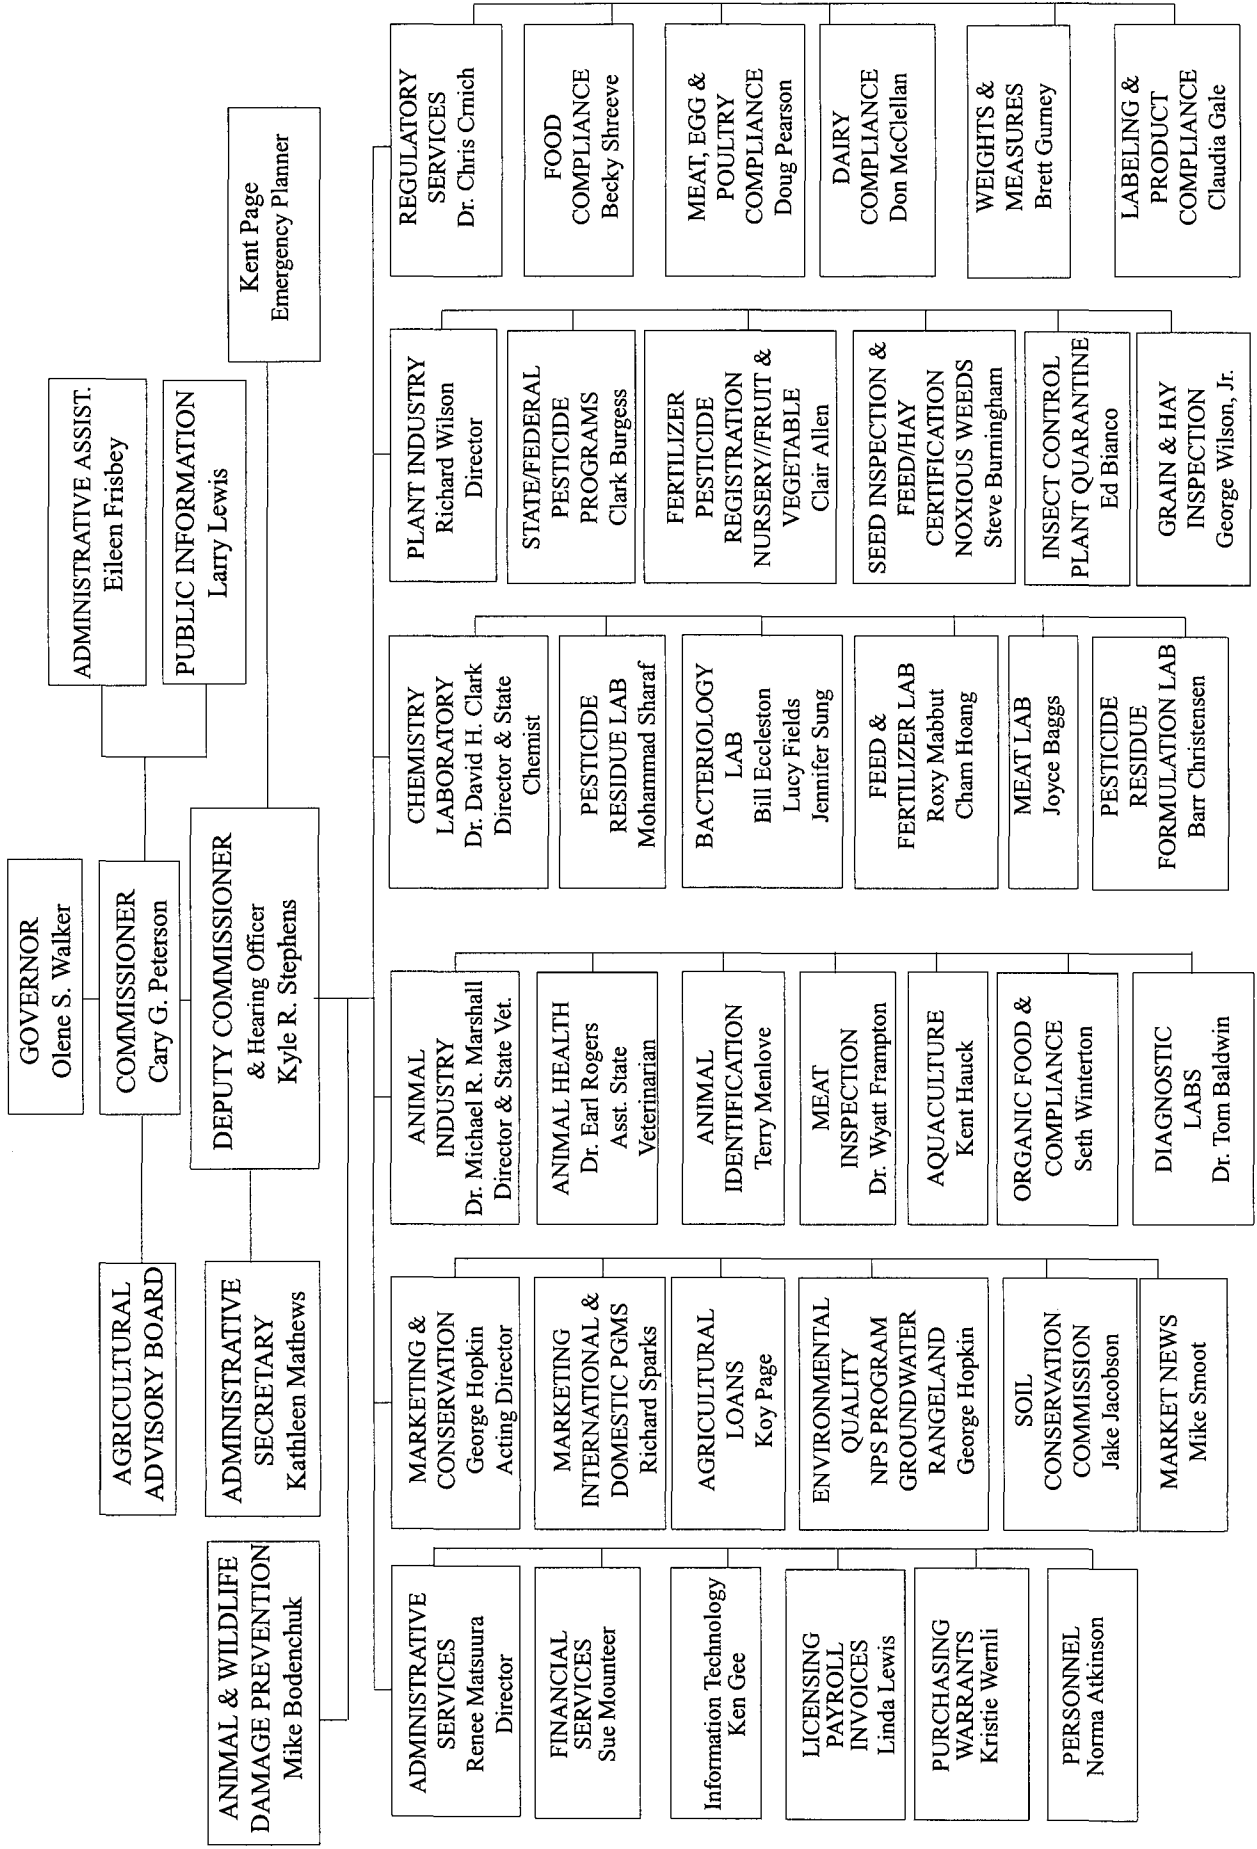 GOVERNOR
Olene S. Walker
COMMISSIONER
Cary G. Peterson
AGRICULTURAL
ADVISORY BOARD
ADMINISTRATIVE ASSIST.
Eileen Frisbey
PUBLIC INFORMATION
Larry Lewis
DEPUTY COMMISSIONER
& Hearing Officer
Kyle R. Stephens
ADMINISTRATIVE
SECRETARY
Kathleen Mathews
ANIMAL & WILDLIFE
DAMAGE PREVENTION
Mike Bodenchuk
Kent Page
Emergency Planner
ADMINISTRATIVE
SERVICES
Renee Matsuura
Director
FINANCIAL
SERVICES
Sue Mounteer
Information Technology
Ken Gee
LICENSING
PAYROLL
INVOICES
Linda Lewis
PURCHASING
WARRANTS
Kristie Wernli
PERSONNEL
Norma Atkinson
MARKETING &
CONSERVATION
George Hopkin
Acting Director
MARKETING
INTERNATIONAL &
DOMESTIC PGMS
Richard Sparks
AGRICULTURAL
LOANS
Koy Page
ENVIRONMENTAL
QUALITY
NPS PROGRAM
GROUNDWATER
RANGELAND
George Hopkin
SOIL
CONSERVATION
COMMISSION
Jake Jacobson
MARKET NEWS
Mike Smoot
ANIMAL
INDUSTRY
Dr. Michael R. Marshall
Director & State Vet.
ANIMAL HEALTH
Dr. Earl Rogers
Asst. State
Veterinarian
ANIMAL
IDENTIFICATION
Terry Menlove
MEAT
INSPECTION
Dr. Wyatt Frampton
AQUACULTURE
Kent Hauck
ORGANIC FOOD &
COMPLIANCE
Seth Winterton
DIAGNOSTIC
LABS
Dr. Tom Baldwin
CHEMISTRY
LABORATORY
Dr. David H. Clark
Director & State
Chemist
PESTICIDE
RESIDUE LAB
Mohammad Sharaf
BACTERIOLOGY
LAB
Bill Eccleston
Lucy Fields
Jennifer Sung
FEED &
FERTILIZER LAB
Roxy Mabbut
Cham Hoang
MEAT LAB
Joyce Baggs
PESTICIDE
RESIDUE
FORMULATION LAB
Barr Christensen
PLANT INDUSTRY
Richard Wilson
Director
STATE/FEDERAL
PESTICIDE
PROGRAMS
Clark Burgess
FERTILIZER
PESTICIDE
REGISTRATION
NURSERY//FRUIT &
VEGETABLE
Clair Allen
SEED INSPECTION &
FEED/HAY
CERTIFICATION
NOXIOUS WEEDS
Steve Burningham
INSECT CONTROL
PLANT QUARANTINE
Ed Bianco
GRAIN & HAY
INSPECTION
George Wilson, Jr.
REGULATORY
SERVICES
Dr. Chris Crnich
FOOD
COMPLIANCE
Becky Shreeve
MEAT, EGG &
POULTRY
COMPLIANCE
Doug Pearson
DAIRY
COMPLIANCE
Don McClellan
WEIGHTS &
MEASURES
Brett Gurney
LABELING &
PRODUCT
COMPLIANCE
Claudia Gale